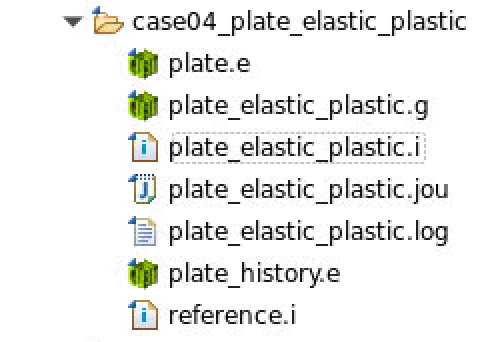 case04_plate_elastic_plastic
plate.e
plate_elastic_plastic.g
plate_elastic_plastic.i
plate_elastic_plastic.jou
plate_elastic_plastic.log
plate_history.e
reference.i